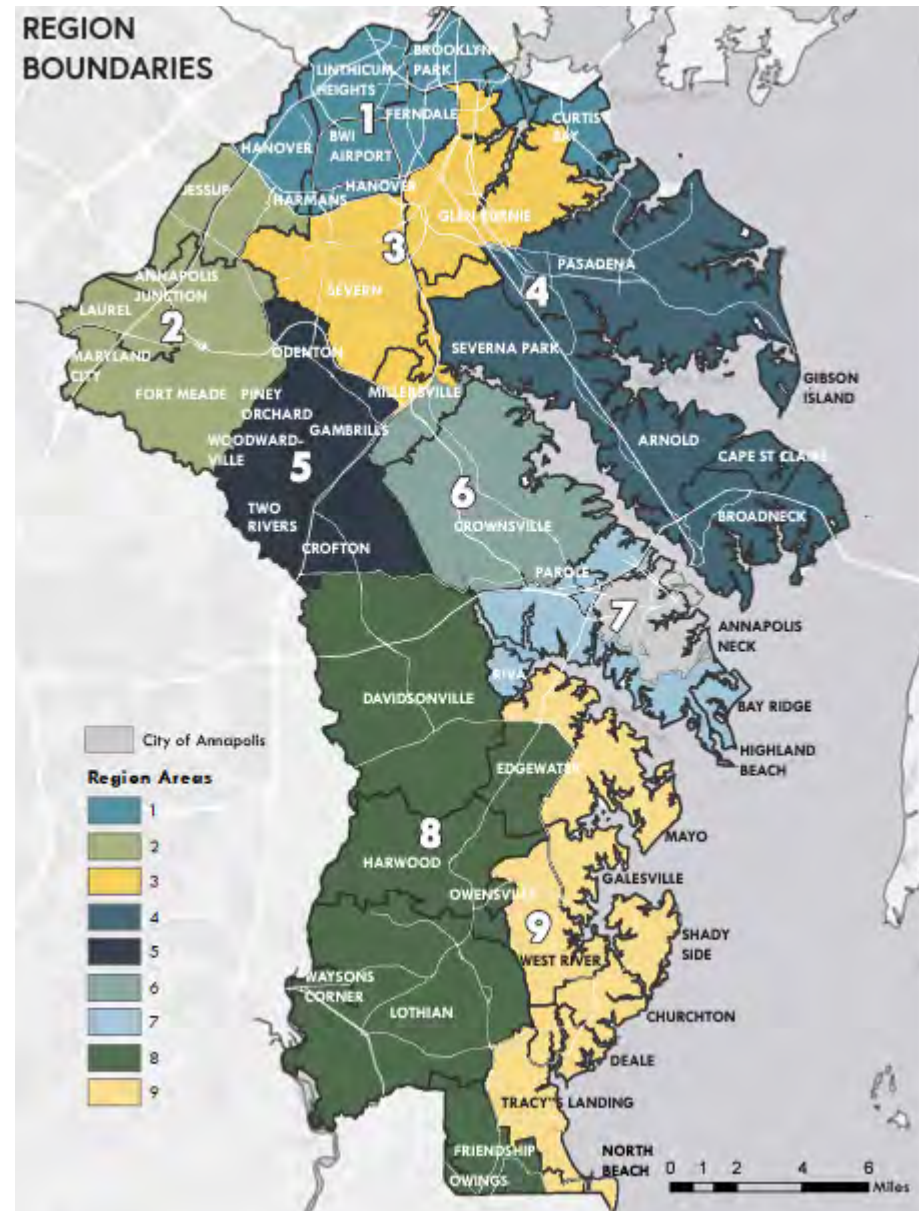 REGION
BOUNDARIES
BROOKLYN
PARK
LINTHICUM
HEIGHTS
1
FERNDALE
CURTIS
BAY
HANOVER
BWI
AIRPORT
HANOVER
JESSUP
HARMANS
GLEN BURNIE
3
PASADENA
ANNAPOLIS
JUNCTION
SEVERN
4
LAUREL
2
MARYLAND
CITY
ODENTON
SEVERNA PARK
GIBSON
ISLAND
FORT MEADE
PINEY
ORCHARD
MILLERSVILLE
GAMBRILLS
ARNOLD
WOODWARD-
VILLE
5
CAPE ST CLAIRE
6
TWO
RIVERS
CROWNSVILLE
BROADNECK
CROFTON
PAROLE
7
ANNAPOLIS
NECK
RIVA
DAVIDSONVILLE
BAY RIDGE
HIGHLAND
BEACH
EDGEWATER
8
HARWOOD
MAYO
GALESVILLE
OWENSVILLE
9
SHADY
SIDE
WEST RIVER
WAYSONS
CORNER
LOTHIAN
CHURCHTON
DEALE
TRACY"S LANDING
FRIENDSHIP
NORTH
BEACH
OWINGS
City of Annapolis
Region Areas
1
2
3
4
5
6
7
8
9
0 1 2 4 6
Miles